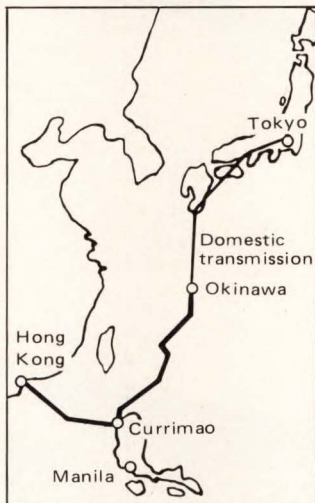 Tokyo
Domestic
transmission
Okinawa
Hong
Kong
Currimao
Manila